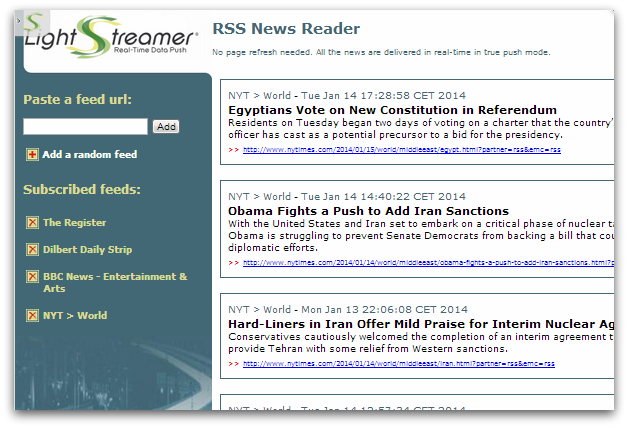 LightStreamer®
Real-Time Data Push
RSS News Reader
No page refresh needed. All the news are delivered in real-time in true push mode.
Paste a feed url:
Add
Add a random feed
Subscribed feeds:
The Register
Dilbert Daily Strip
BBC News - Entertainment &
Arts
NYT > World
NYT > World - Tue Jan 14 17:28:58 CET 2014
Egyptians Vote on New Constitution in Referendum
Residents on Tuesday began two days of voting on a charter that the country'
officer has cast as a potential precursor to a bid for the presidency.
>> http://www.nytimes.com/2014/01/15/world/middleeast/egypt.html?partner=rss&emc=rss
NYT > World - Tue Jan 14 14:40:22 CET 2014
Obama Fights a Push to Add Iran Sanctions
With the United States and Iran set to embark on a critical phase of nuclear ta
Obama is struggling to prevent Senate Democrats from backing a bill that cou
diplomatic efforts.
>> http://www.nytimes.com/2014/01/14/world/middleeast/obama-fights-a-push-to-add-iran-sanctions.html?
NYT > World - Mon Jan 13 22:06:08 CET 2014
Hard-Liners in Iran Offer Mild Praise for Interim Nuclear Ag
Conservatives cautiously welcomed the completion of an interim agreement t
provide Tehran with some relief from Western sanctions.
>> http://www.nytimes.com/2014/01/14/world/middleeast/iran.html?partner=rss&emc=rss
NYT > World - Tue Jan 14 12:57:34 CET 2014